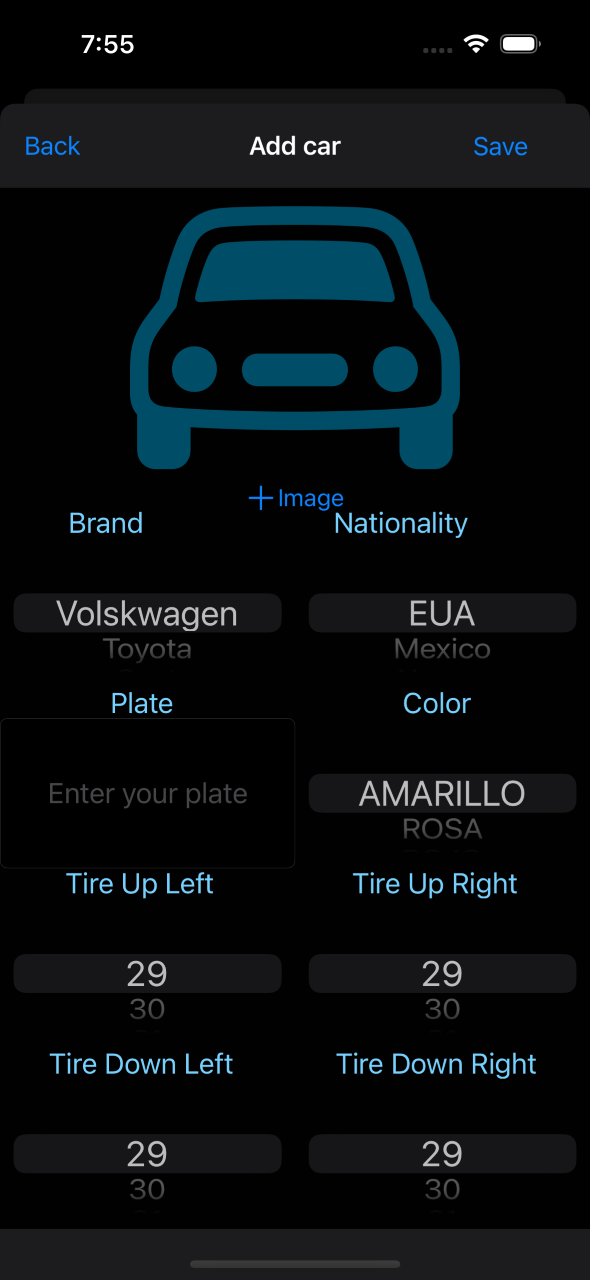 7:55
Back Add car Save
Image
Brand Nationality
Volskwagen EUA
Toyota Mexico
Plate Color
Enter your plate AMARILLO
ROSA
Tire Up Left Tire Up Right
29 29
30 30
Tire Down Left Tire Down Right
29 29
30 30